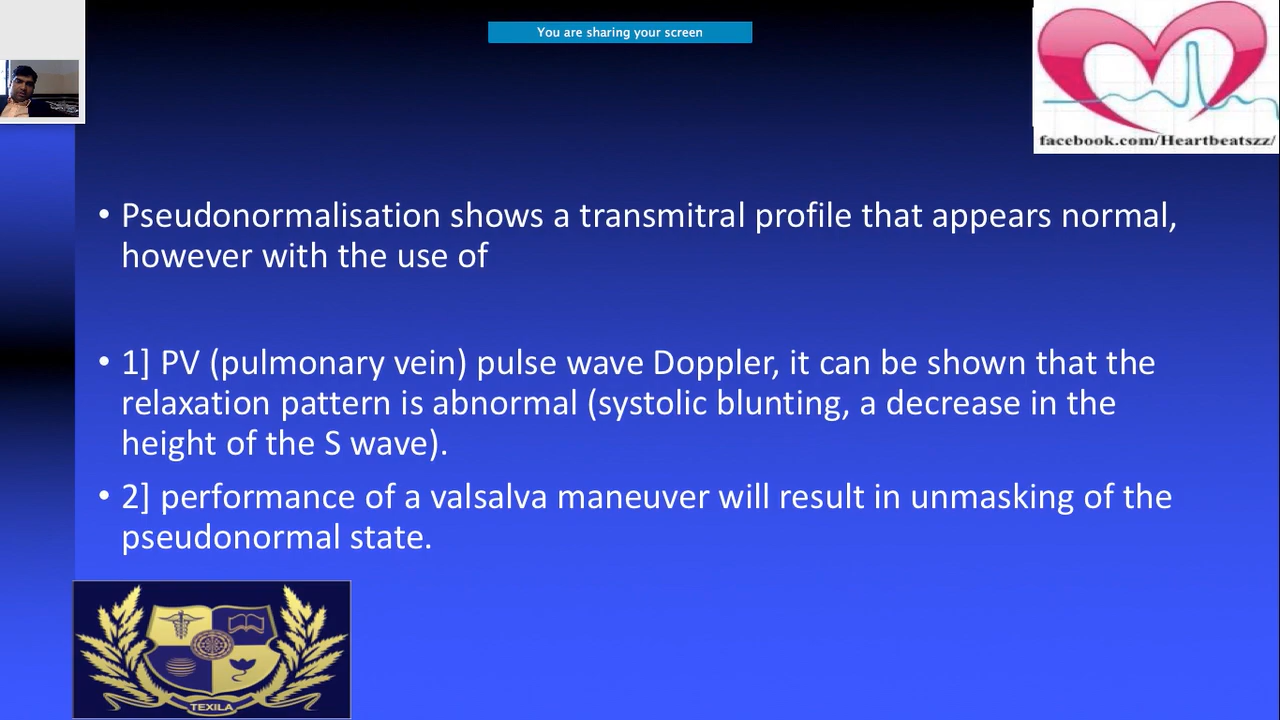 You are sharing your screen
facebook.com/Heartbeatszz/
• Pseudonormalisation shows a transmitral profile that appears normal,
however with the use of
• 1] PV (pulmonary vein) pulse wave Doppler, it can be shown that the
relaxation pattern is abnormal (systolic blunting, a decrease in the
height of the S wave).
• 2] performance of a valsalva maneuver will result in unmasking of the
pseudonormal state.
TEXILA